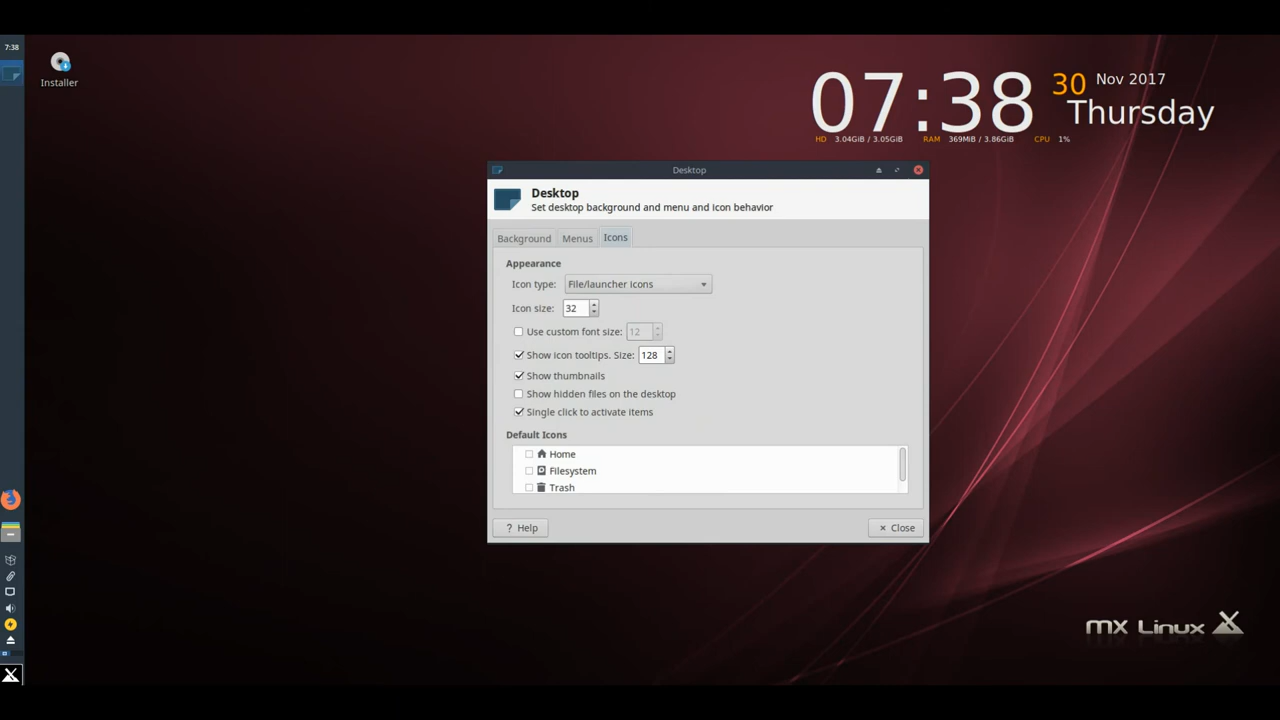 7:38
Installer
07:38
30
Nov 2017
Thursday
HD 3.04GiB / 3.05GiB RAM 369MiB / 3.86GiB CPU 1%
Desktop
Desktop
Set desktop background and menu and icon behavior
Background Menus Icons
Appearance
Icon type: File/launcher icons
Icon size: 32
Use custom font size: 12
Show icon tooltips. Size: 128
Show thumbnails
Show hidden files on the desktop
Single click to activate items
Default Icons
Home
Filesystem
Trash
? Help
Close
MX Linux